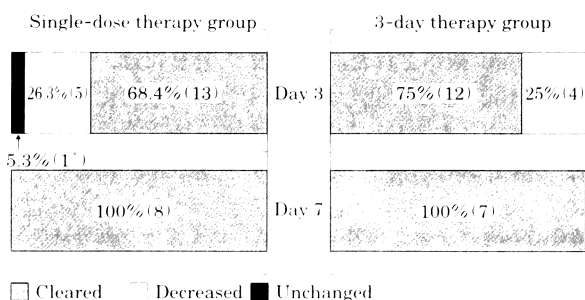 Single-dose therapy group 3-day therapy group
26.3%(5) 68.4%(13) Day 3 75%(12) 25%(4)
5.3%(1*)
100%(8) Day 7 100%(7)
Cleared Decreased Unchanged